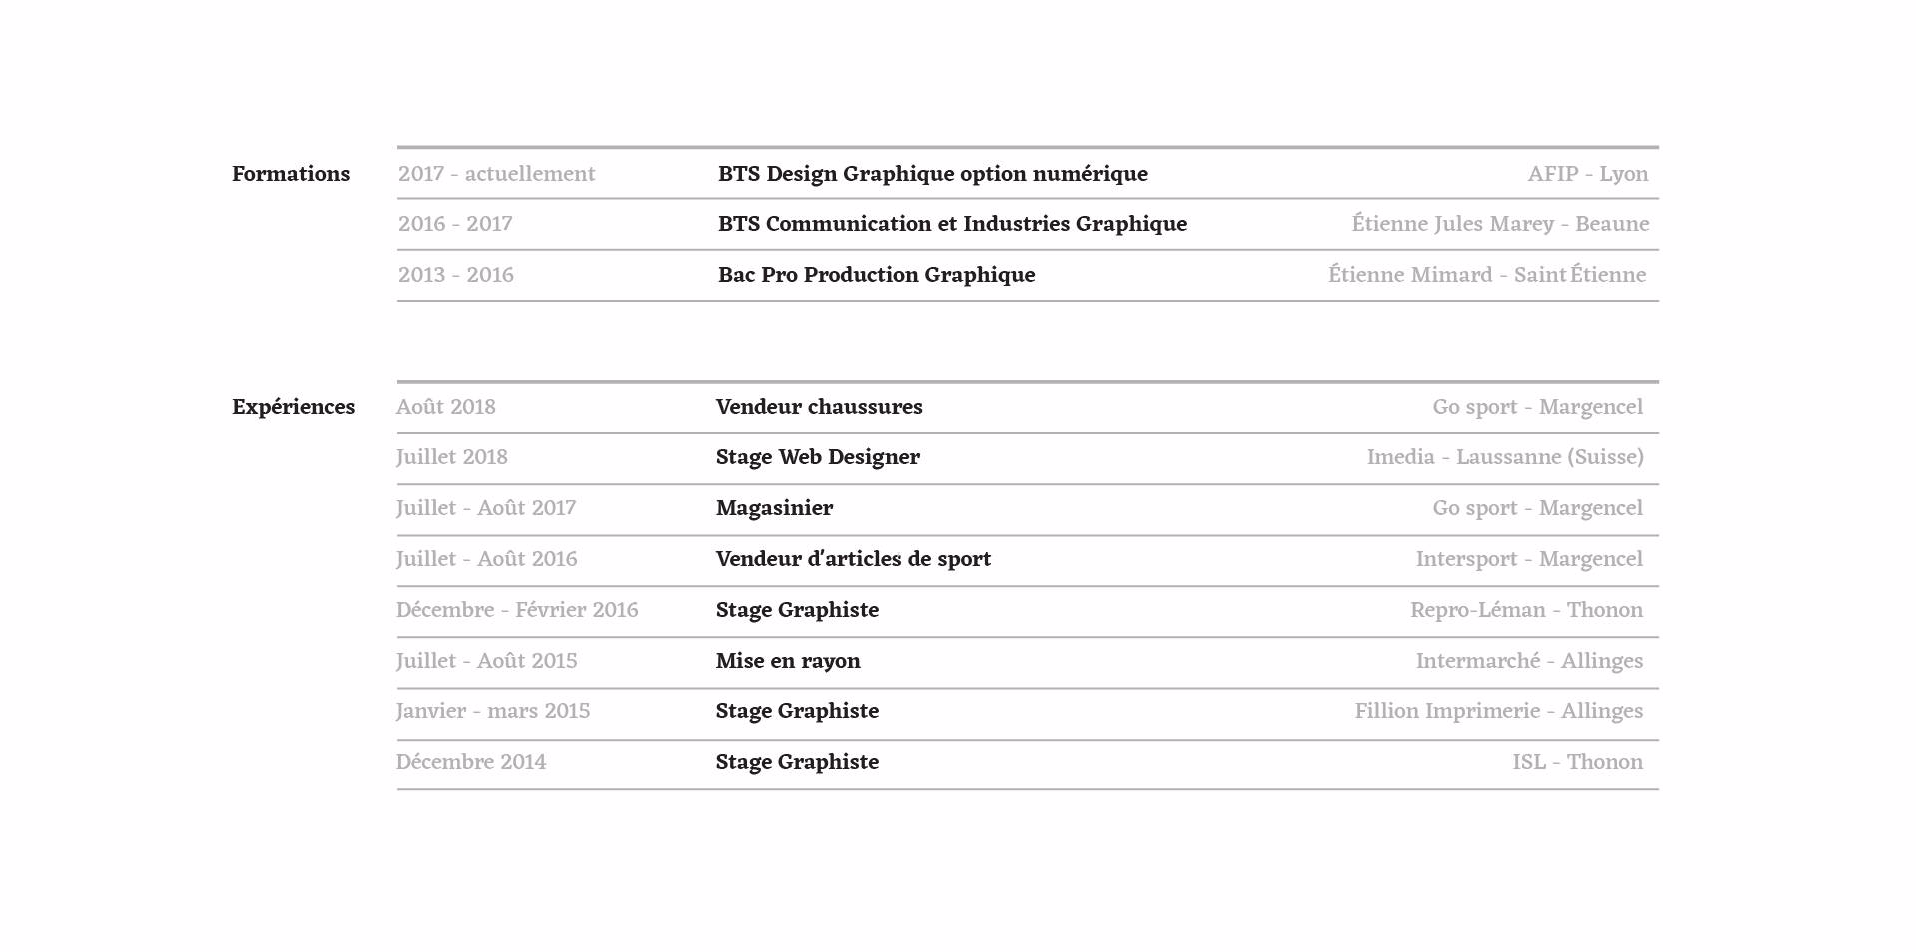 Formations 2017 - actuellement BTS Design Graphique option numérique AFIP - Lyon
2016 - 2017 BTS Communication et Industries Graphique Étienne Jules Marey - Beaune
2013 - 2016 Bac Pro Production Graphique Étienne Mimard - Saint Étienne
Expériences Août 2018 Vendeur chaussures Go sport - Margencel
Juillet 2018 Stage Web Designer Imedia - Laussanne (Suisse)
Juillet - Août 2017 Magasinier Go sport - Margencel
Juillet - Août 2016 Vendeur d'articles de sport Intersport - Margencel
Décembre - Février 2016 Stage Graphiste Repro-Léman - Thonon
Juillet - Août 2015 Mise en rayon Intermarché - Allinges
Janvier - mars 2015 Stage Graphiste Fillion Imprimerie - Allinges
Décembre 2014 Stage Graphiste ISL - Thonon